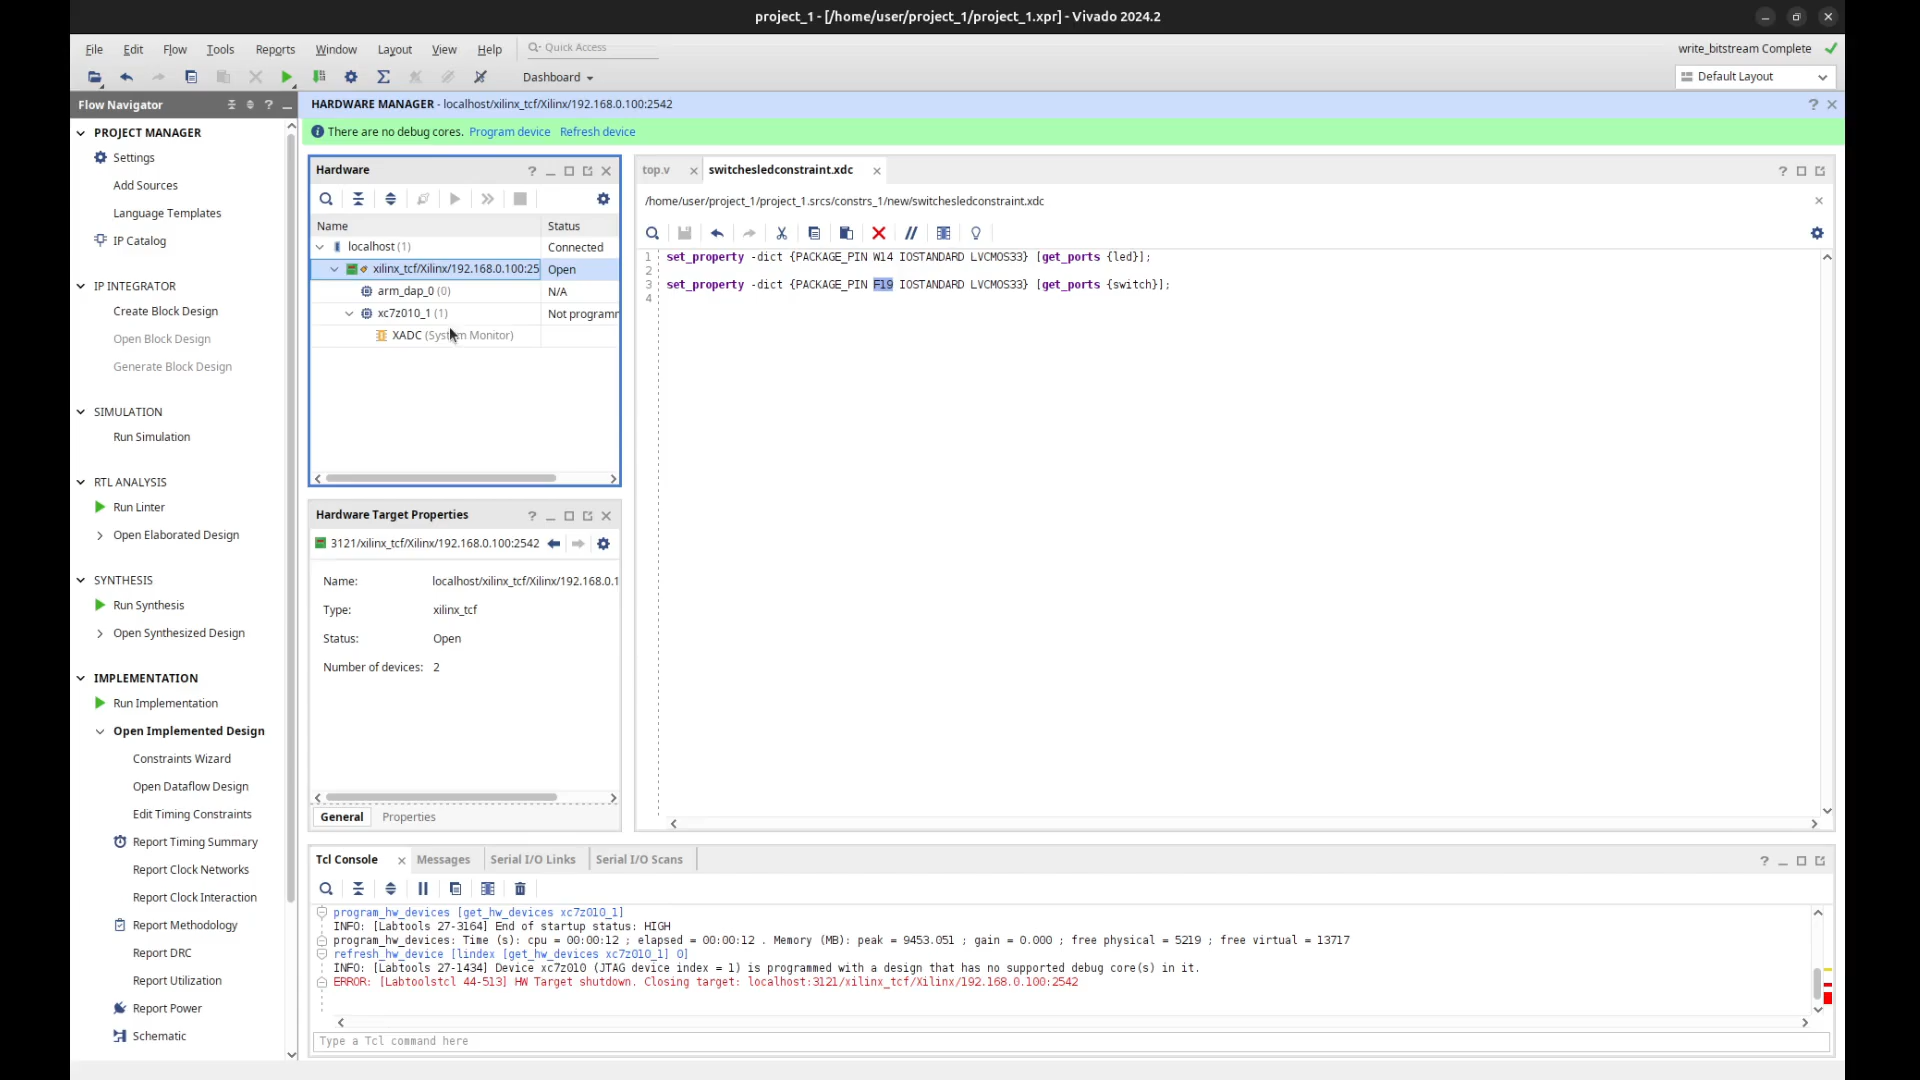 project_1 - [/home/user/project_1/project_1.xpr] - Vivado 2024.2
File Edit Flow Tools Reports Window Layout View Help Quick Access
write_bitstream Complete
Dashboard
Default Layout
Flow Navigator
HARDWARE MANAGER - localhost/xilinx_tcf/Xilinx/192.168.0.100:2542
There are no debug cores. Program device Refresh device
PROJECT MANAGER
Settings
Add Sources
Language Templates
IP Catalog
IP INTEGRATOR
Create Block Design
Open Block Design
Generate Block Design
SIMULATION
Run Simulation
RTL ANALYSIS
Run Linter
Open Elaborated Design
SYNTHESIS
Run Synthesis
Open Synthesized Design
IMPLEMENTATION
Run Implementation
Open Implemented Design
Constraints Wizard
Open Dataflow Design
Edit Timing Constraints
Report Timing Summary
Report Clock Networks
Report Clock Interaction
Report Methodology
Report DRC
Report Utilization
Report Power
Schematic
Hardware
Name Status
localhost (1) Connected
xilinx_tcf/Xilinx/192.168.0.100:25 Open
arm_dap_0 (0) N/A
xc7z010_1 (1) Not programm
XADC (System Monitor)
Hardware Target Properties
3121/xilinx_tcf/Xilinx/192.168.0.100:2542
Name: localhost/xilinx_tcf/Xilinx/192.168.0.1
Type: xilinx_tcf
Status: Open
Number of devices: 2
General Properties
top.v switchesledconstraint.xdc
/home/user/project_1/project_1.srcs/constrs_1/new/switchesledconstraint.xdc
1 set_property -dict {PACKAGE_PIN W14 IOSTANDARD LVCMOS33} [get_ports {led}];
2
3 set_property -dict {PACKAGE_PIN F19 IOSTANDARD LVCMOS33} [get_ports {switch}];
4
Tcl Console Messages Serial I/O Links Serial I/O Scans
program_hw_devices [get_hw_devices xc7z010_1]
INFO: [Labtools 27-3164] End of startup status: HIGH
program_hw_devices: Time (s): cpu = 00:00:12 ; elapsed = 00:00:12 . Memory (MB): peak = 9453.051 ; gain = 0.000 ; free physical = 5219 ; free virtual = 13717
refresh_hw_device [lindex [get_hw_devices xc7z010_1] 0]
INFO: [Labtools 27-1434] Device xc7z010 (JTAG device index = 1) is programmed with a design that has no supported debug core(s) in it.
ERROR: [Labtoolstcl 44-513] HW Target shutdown. Closing target: localhost:3121/xilinx_tcf/Xilinx/192.168.0.100:2542
Type a Tcl command here